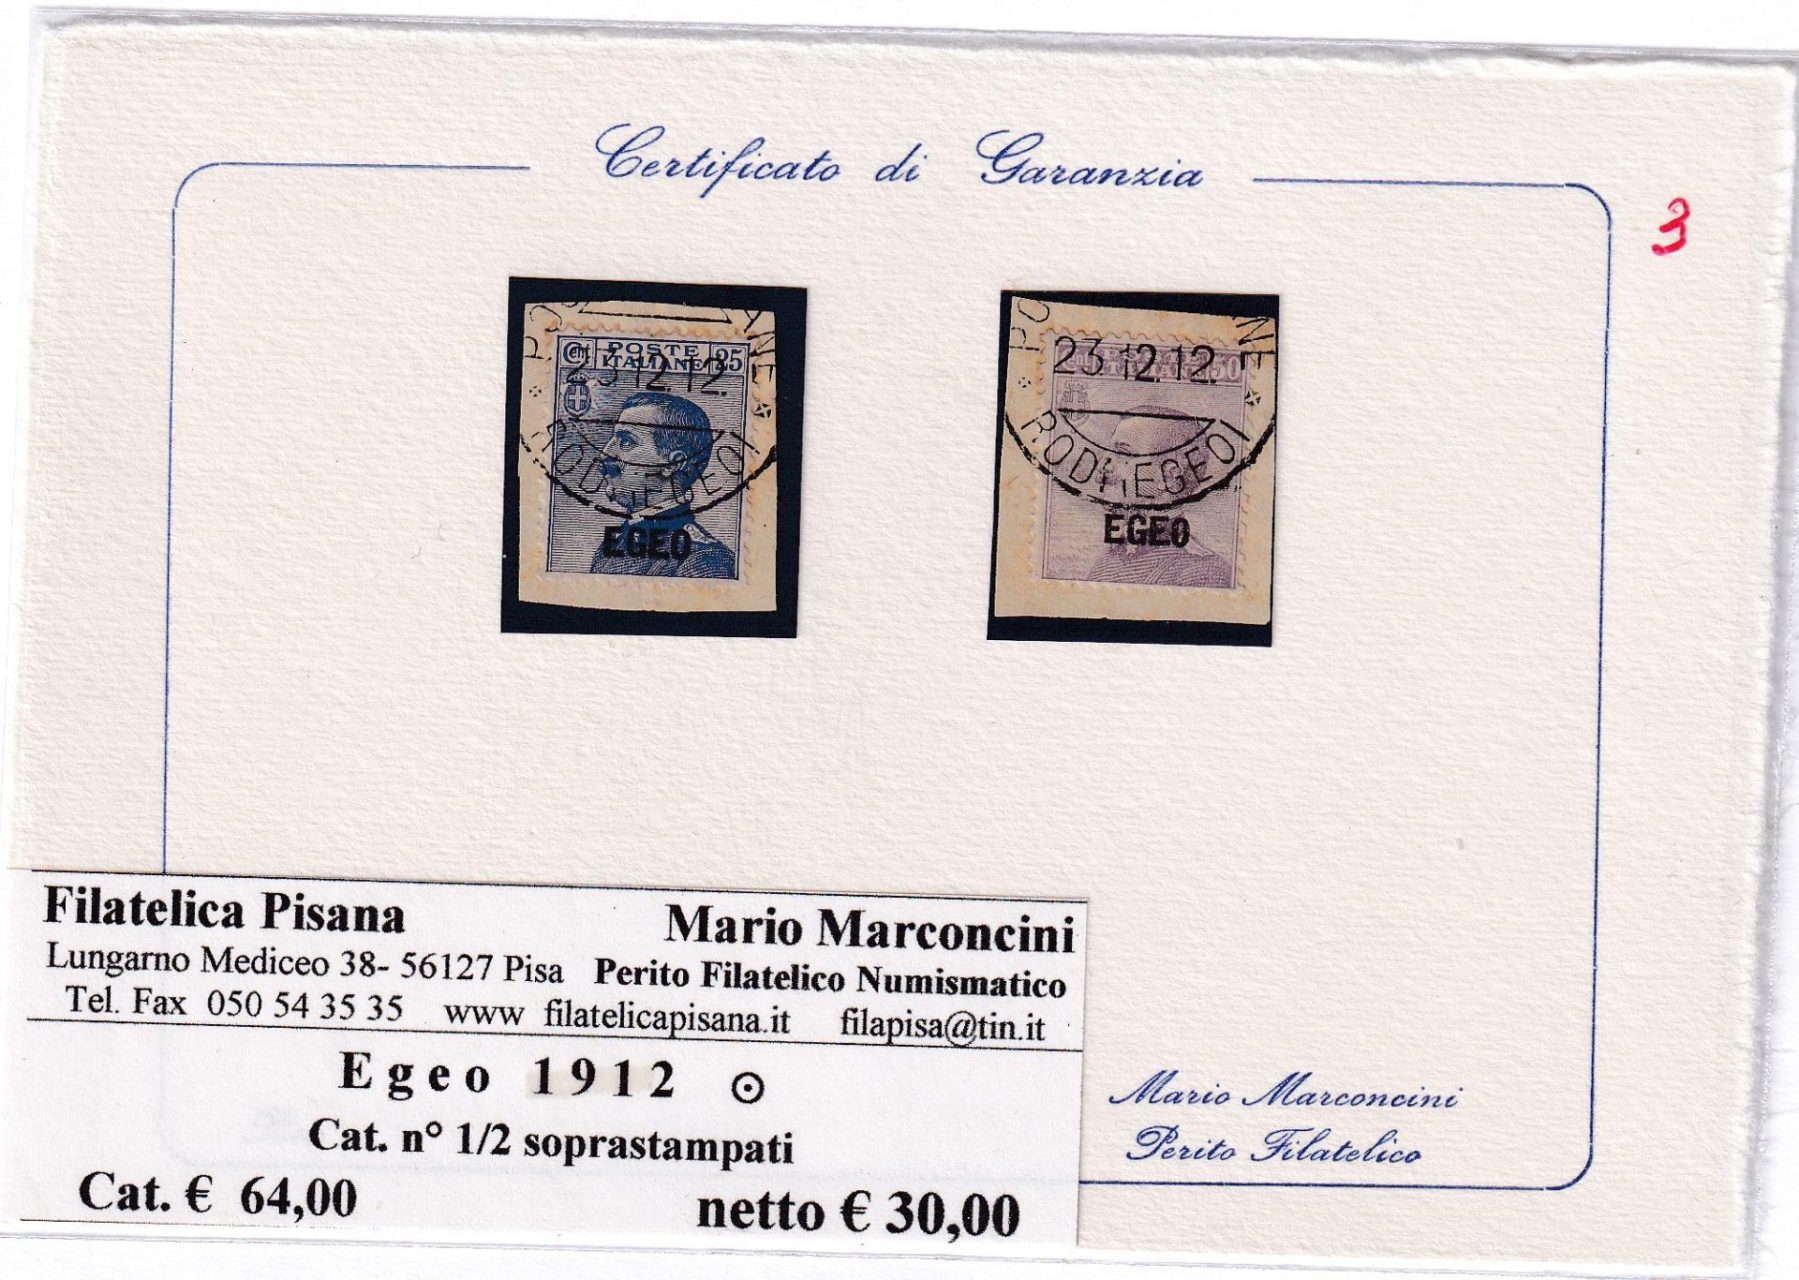 Certificato di Garanzia
3
Cent POSTE ITALIANE 25
23.12.12.
RODI (EGEO)
EGEO
50
23.12.12.
RODI (EGEO)
EGEO
Filatelica Pisana Mario Marconcini
Lungarno Mediceo 38- 56127 Pisa Perito Filatelico Numismatico
Tel. Fax 050 54 35 35 www filatelicapisana.it filapisa@tin.it
Egeo 1912
Cat. n° 1/2 soprastampati
Cat. € 64,00 netto € 30,00
Mario Marconcini
Perito Filatelico